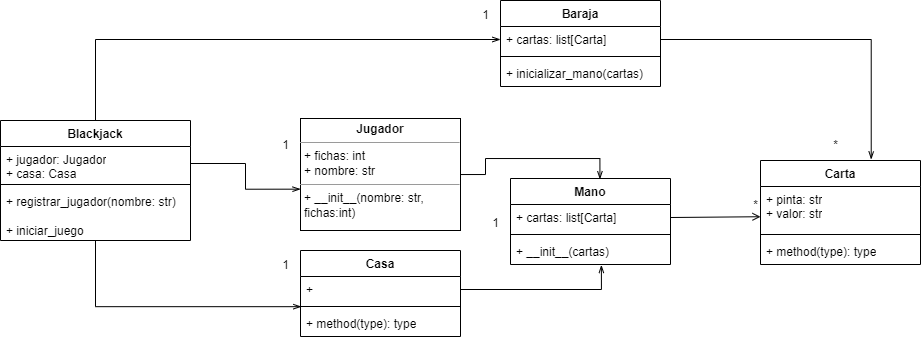 1
Baraja
+ cartas: list[Carta]
+ inicializar_mano(cartas)
Blackjack
+ jugador: Jugador
+ casa: Casa
+ registrar_jugador(nombre: str)
+ iniciar_juego
1
Jugador
+ fichas: int
+ nombre: str
+ __init__(nombre: str,
fichas:int)
1
Casa
+
+ method(type): type
1
Mano
+ cartas: list[Carta]
+ __init__(cartas)
*
*
Carta
+ pinta: str
+ valor: str
+ method(type): type